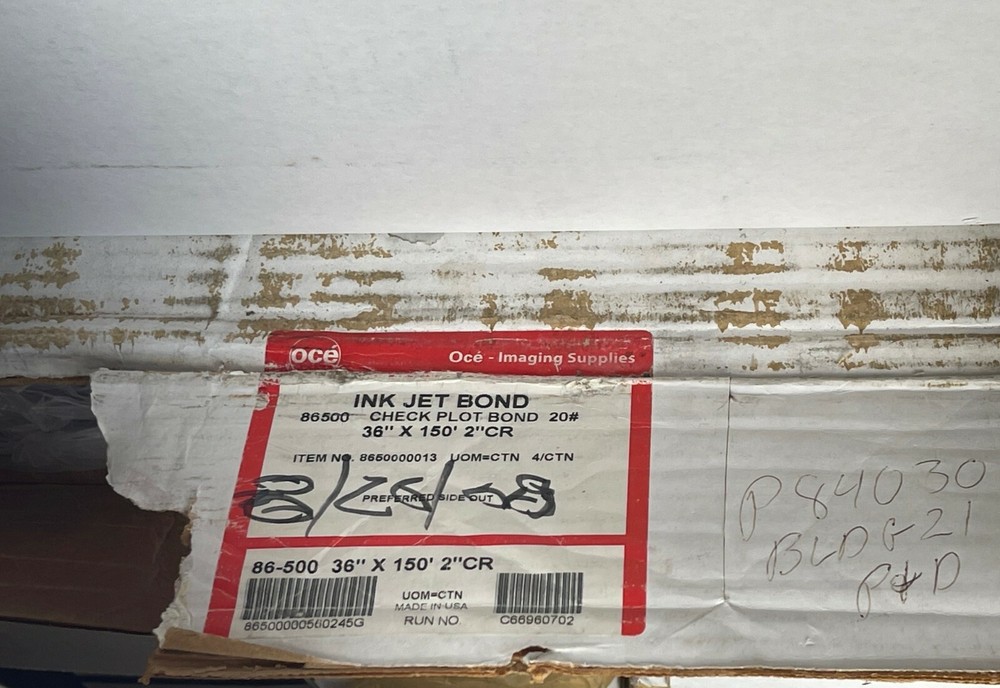 océ
Océ - Imaging Supplies
INK JET BOND
86500 CHECK PLOT BOND 20#
36" X 150' 2"CR
ITEM NO. 8650000013 UOM=CTN 4/CTN
PREFERRED SIDE OUT
86-500 36" X 150' 2"CR
86500000560245G
UOM=CTN
MADE IN USA
RUN NO.
C66960702
P84030
BLDG21
P&D